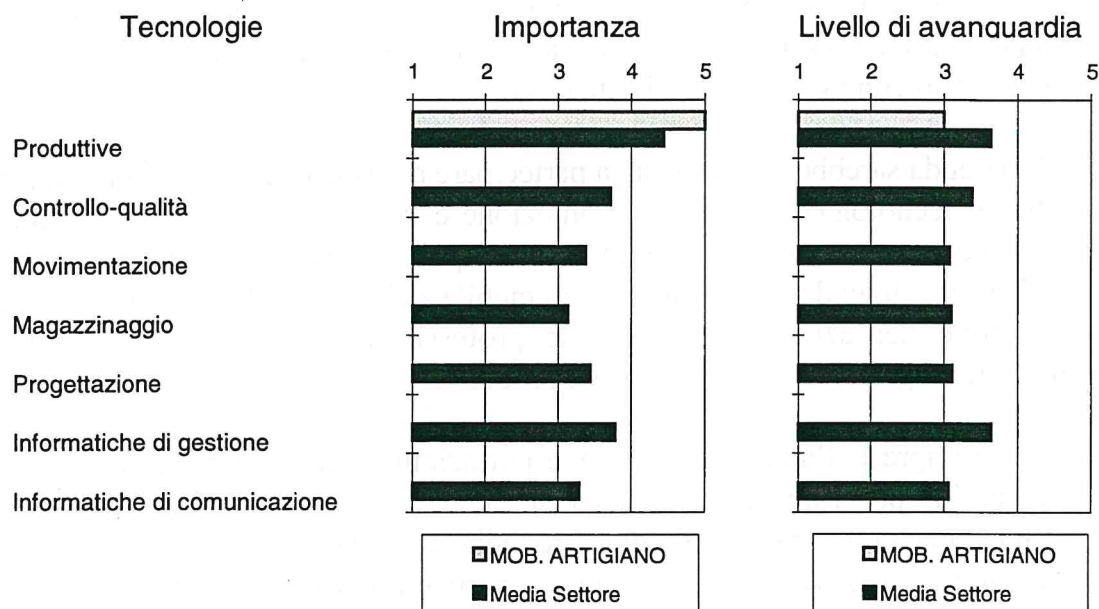 Tecnologie Importanza Livello di avanguardia
1 2 3 4 5 1 2 3 4 5
Produttive
Controllo-qualità
Movimentazione
Magazzinaggio
Progettazione
Informatiche di gestione
Informatiche di comunicazione
MOB. ARTIGIANO MOB. ARTIGIANO
Media Settore Media Settore